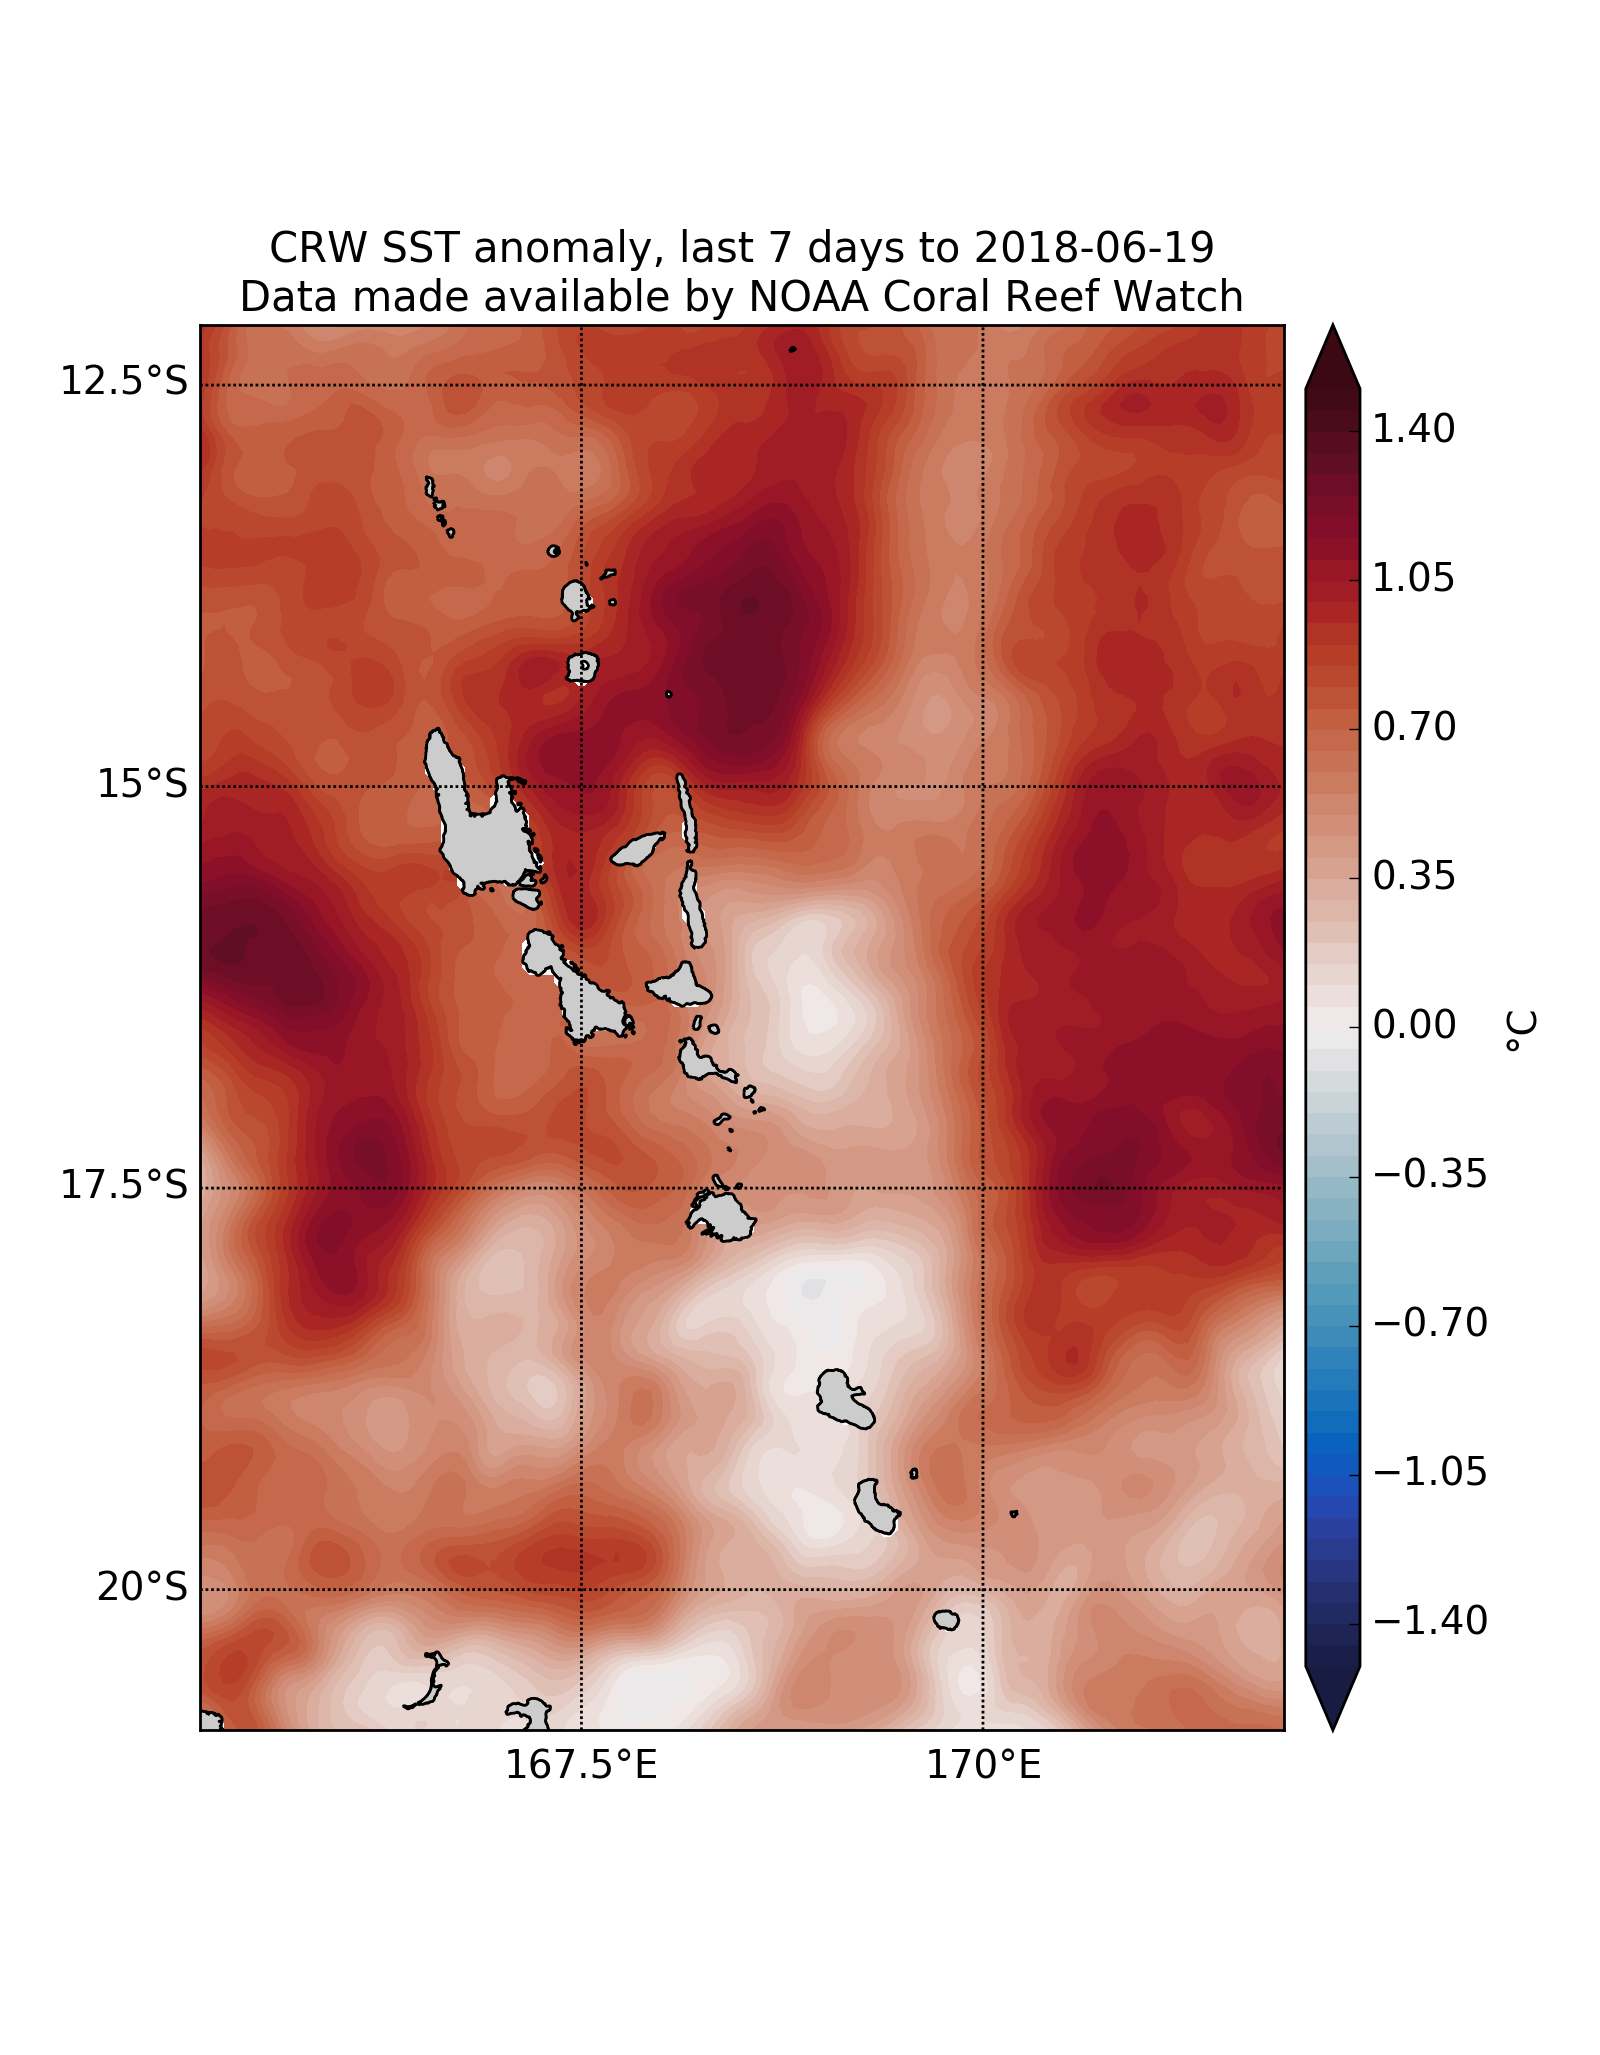 CRW SST anomaly, last 7 days to 2018-06-19
Data made available by NOAA Coral Reef Watch
12.5°S
15°S
17.5°S
20°S
167.5°E
170°E
1.40
1.05
0.70
0.35
0.00
−0.35
−0.70
−1.05
−1.40
°C